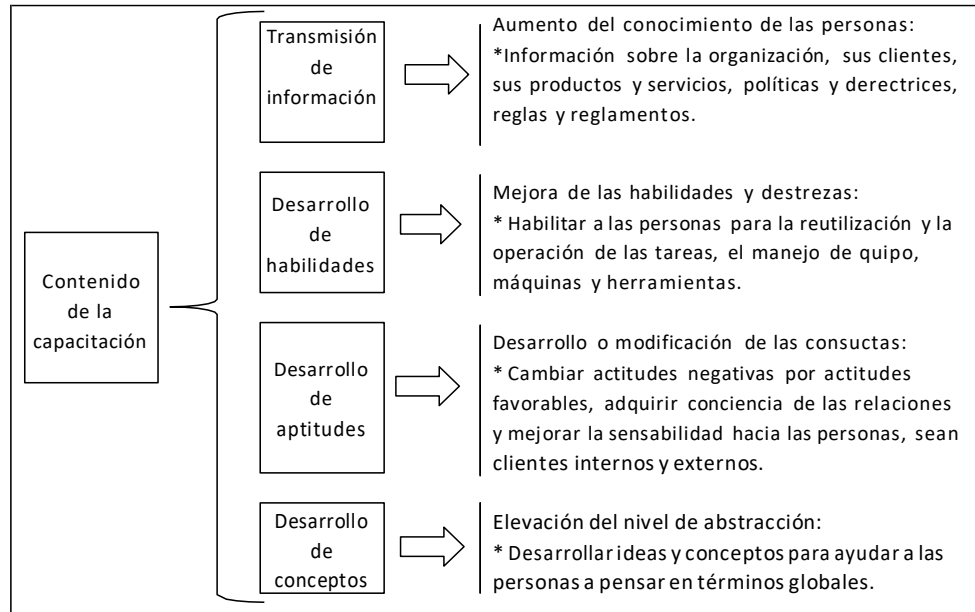 Contenido
de la
capacitación
Transmisión
de
información
Aumento del conocimiento de las personas:
*Información sobre la organización, sus clientes,
sus productos y servicios, políticas y derectrices,
reglas y reglamentos.
Desarrollo
de
habilidades
Mejora de las habilidades y destrezas:
* Habilitar a las personas para la reutilización y la
operación de las tareas, el manejo de quipo,
máquinas y herramientas.
Desarrollo
de
aptitudes
Desarrollo o modificación de las consuctas:
* Cambiar actitudes negativas por actitudes
favorables, adquirir conciencia de las relaciones
y mejorar la sensabilidad hacia las personas, sean
clientes internos y externos.
Desarrollo
de
conceptos
Elevación del nivel de abstracción:
* Desarrollar ideas y conceptos para ayudar a las
personas a pensar en términos globales.